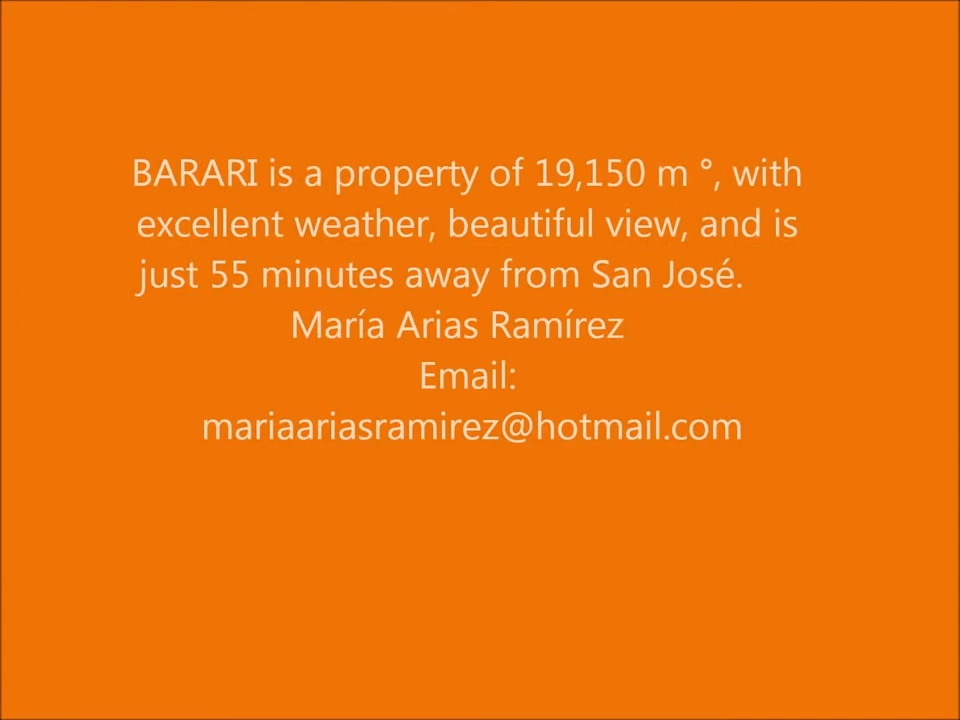 BARARI is a property of 19,150 m °, with
excellent weather, beautiful view, and is
just 55 minutes away from San José.
María Arias Ramírez
Email:
mariaariasramirez@hotmail.com